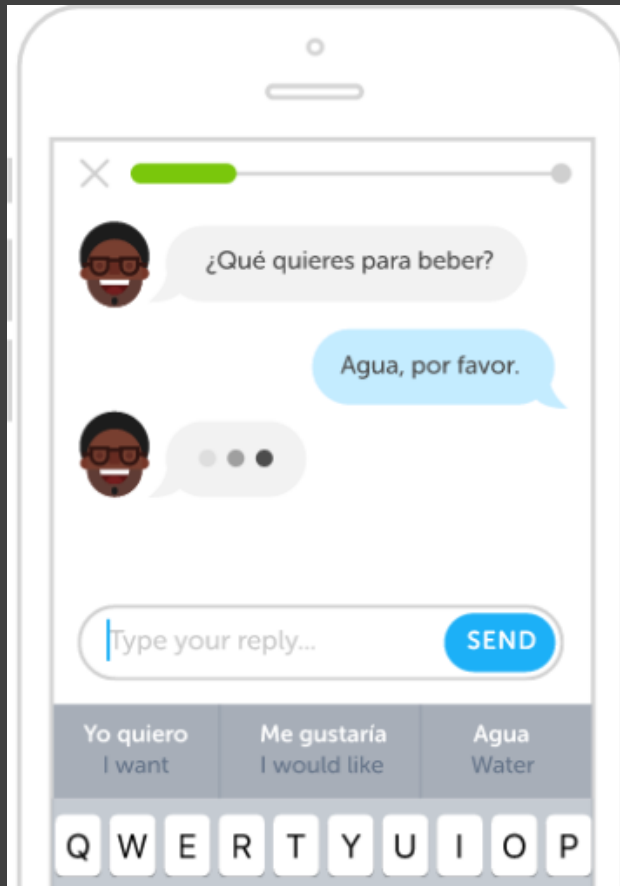 ¿Qué quieres para beber?
Agua, por favor.
Type your reply...
SEND
Yo quiero
I want
Me gustaría
I would like
Agua
Water
Q W E R T Y U I O P